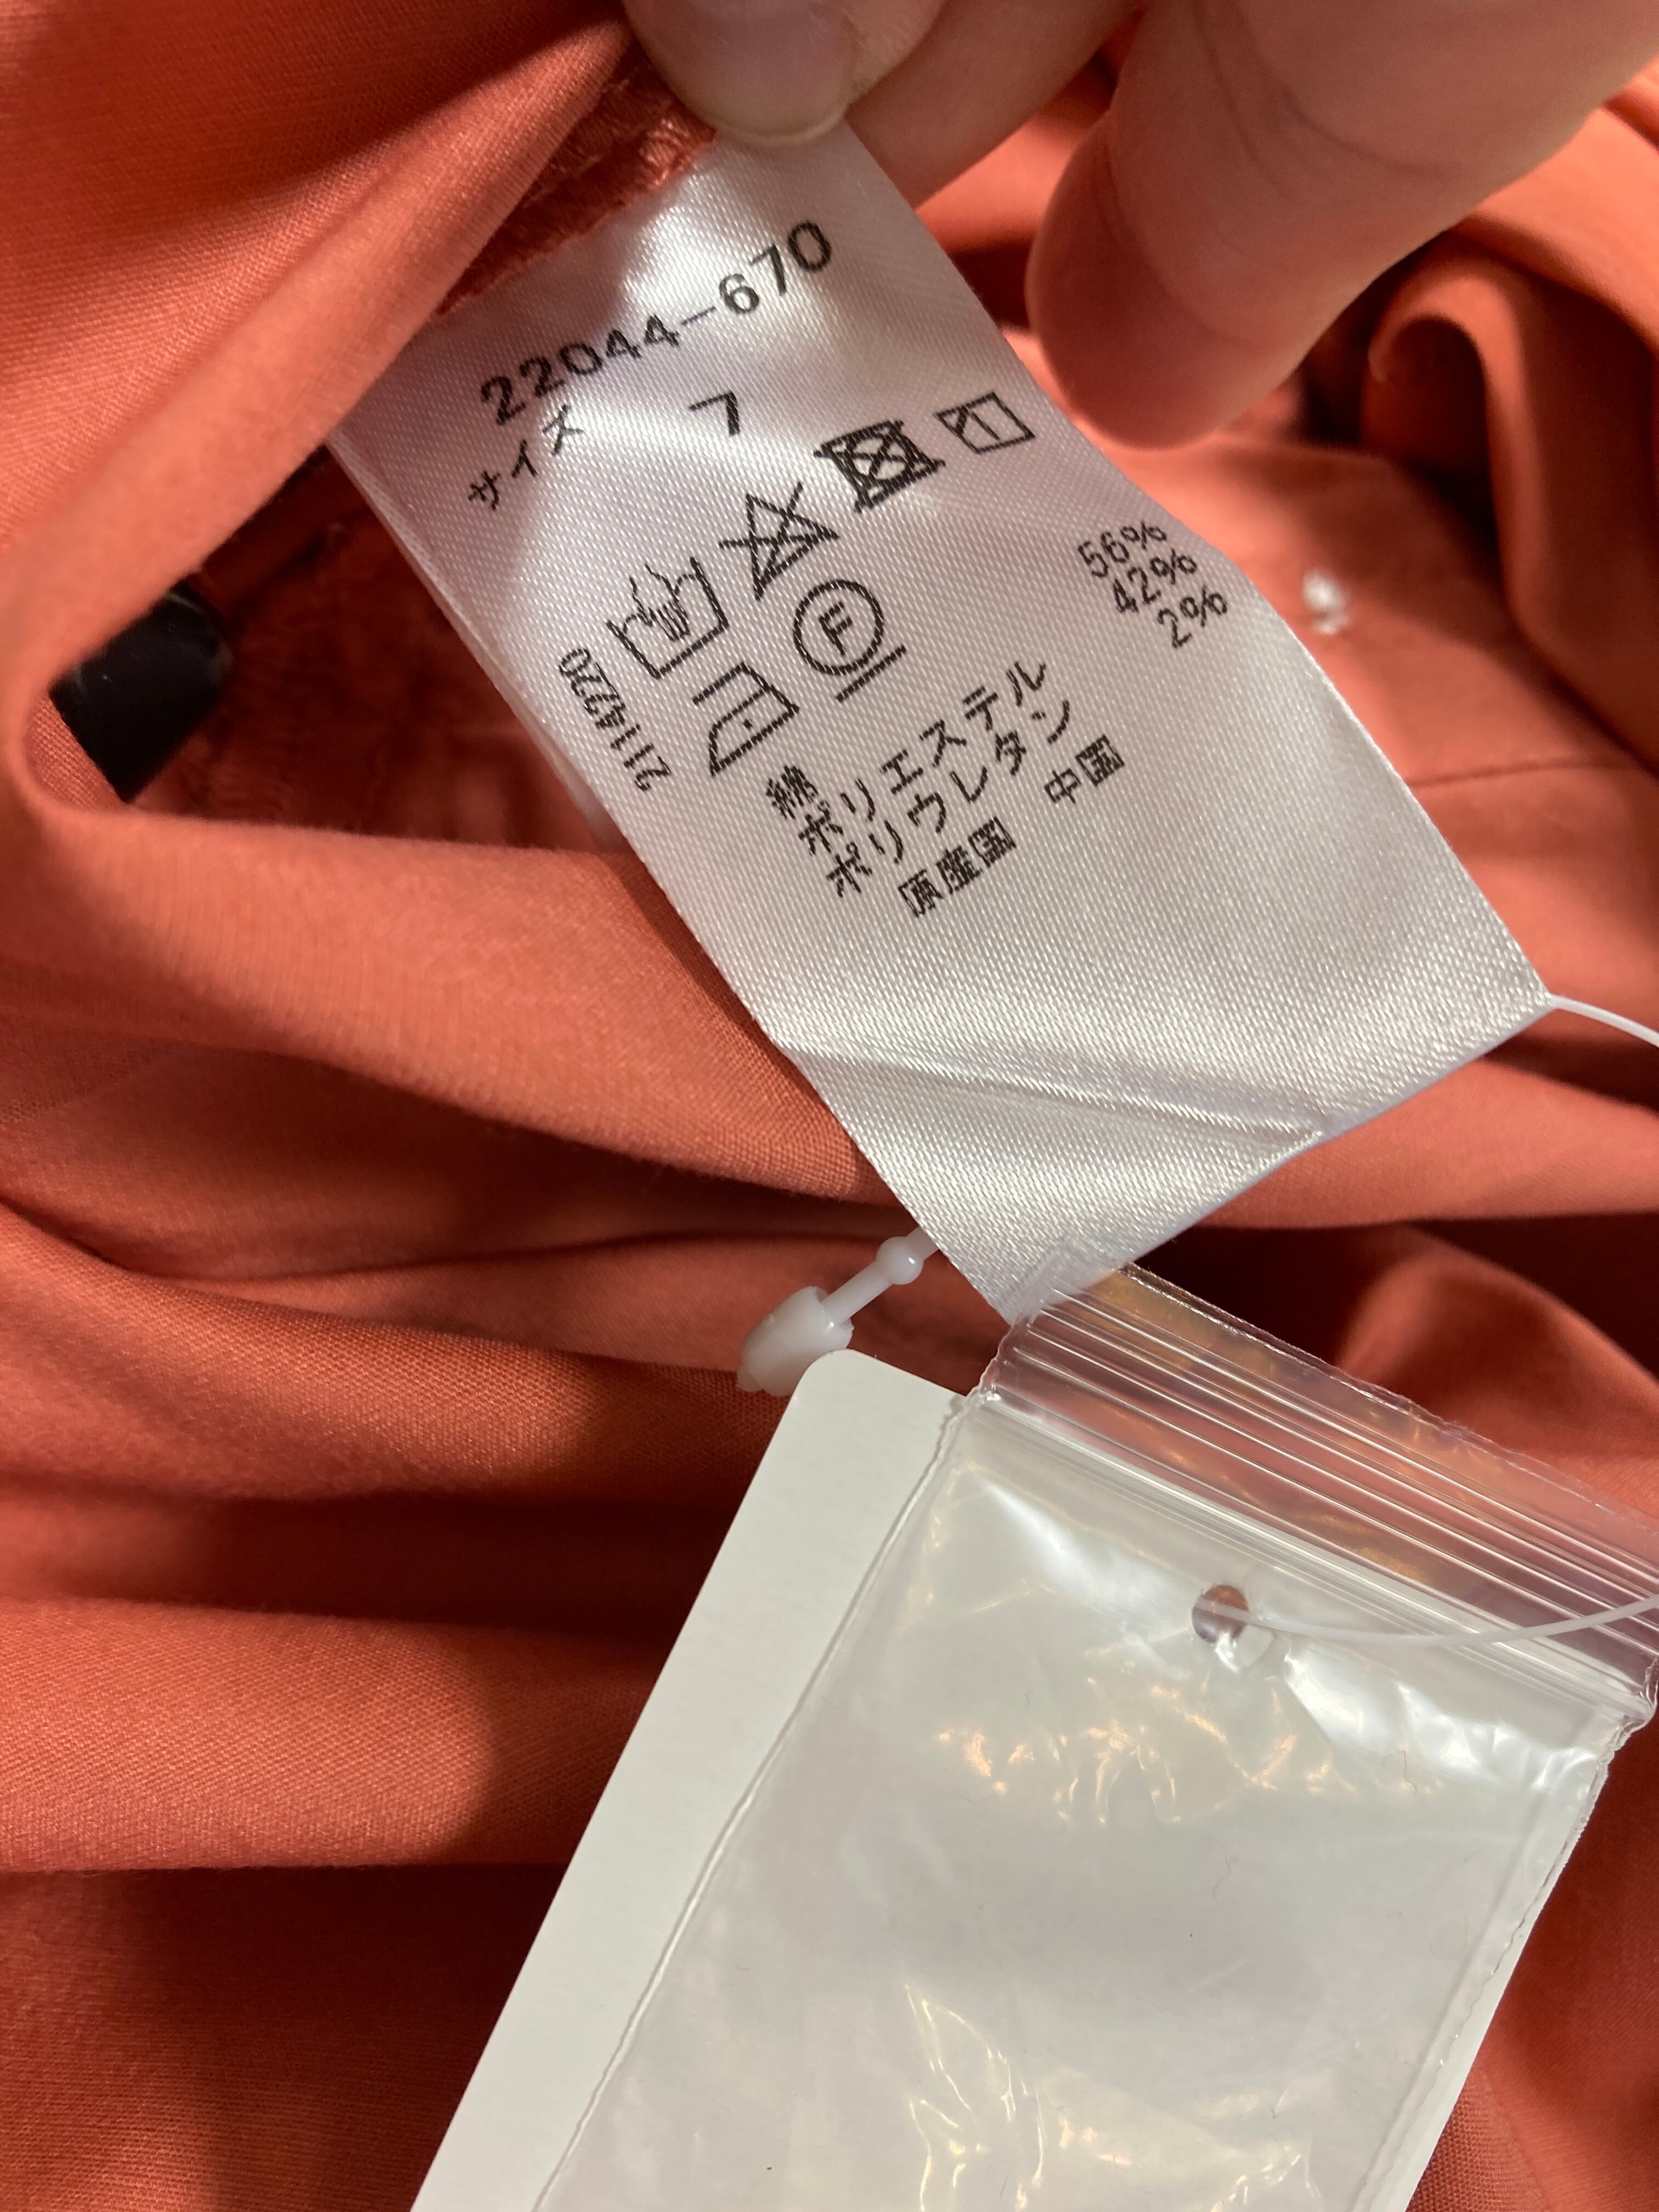 22044-670
サイズ 7
綿 56%
ポリエステル 42%
ポリウレタン 2%
原産国 中国
21114220
F